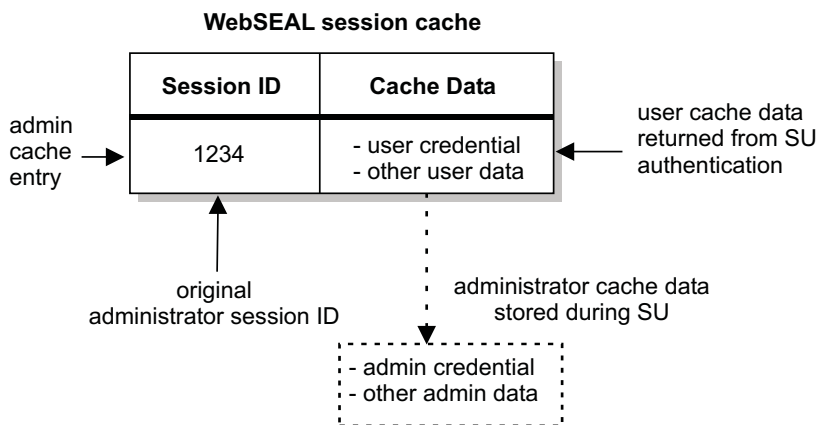 WebSEAL session cache
Session ID
Cache Data
admin
cache
entry
1234
- user credential
- other user data
user cache data
returned from SU
authentication
original
administrator session ID
administrator cache data
stored during SU
- admin credential
- other admin data